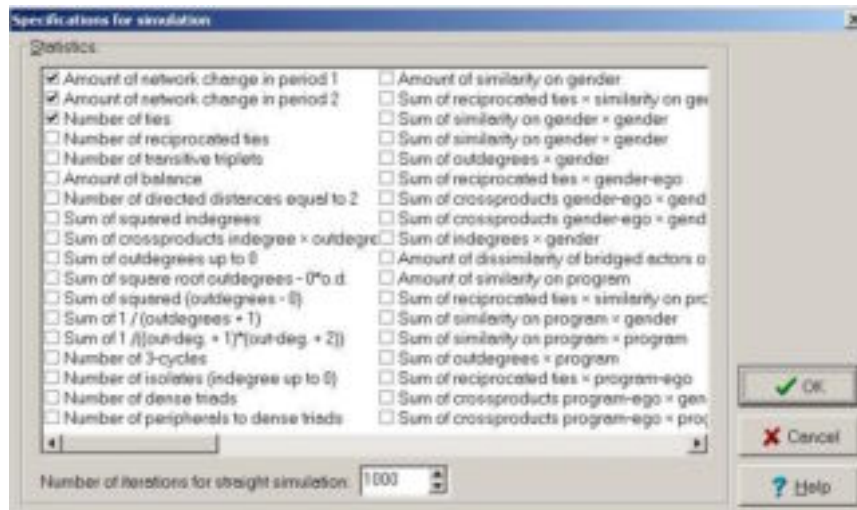 Specifications for simulation
Statistics
Amount of network change in period 1
Amount of network change in period 2
Number of ties
Number of reciprocated ties
Number of transitive triplets
Amount of balance
Number of directed distances equal to 2
Sum of squared indegrees
Sum of crossproducts indegree × outdegre
Sum of outdegrees up to 0
Sum of square root outdegrees - 0*o.d.
Sum of squared (outdegrees - 0)
Sum of 1 / (outdegrees + 1)
Sum of 1 /((out-deg. + 1)*(out-deg. + 2))
Number of 3-cycles
Number of isolates (indegree up to 0)
Number of dense triads
Number of peripherals to dense triads
Amount of similarity on gender
Sum of reciprocated ties × similarity on gen
Sum of similarity on gender × gender
Sum of similarity on gender × gender
Sum of outdegrees × gender
Sum of reciprocated ties × gender-ego
Sum of crossproducts gender-ego × gend
Sum of crossproducts gender-ego × gend
Sum of indegrees × gender
Amount of dissimilarity of bridged actors o
Amount of similarity on program
Sum of reciprocated ties × similarity on pro
Sum of similarity on program × gender
Sum of similarity on program × program
Sum of outdegrees × program
Sum of reciprocated ties × program-ego
Sum of crossproducts program-ego × gen
Sum of crossproducts program-ego × prog
Number of iterations for straight simulation: 1000
OK
Cancel
Help